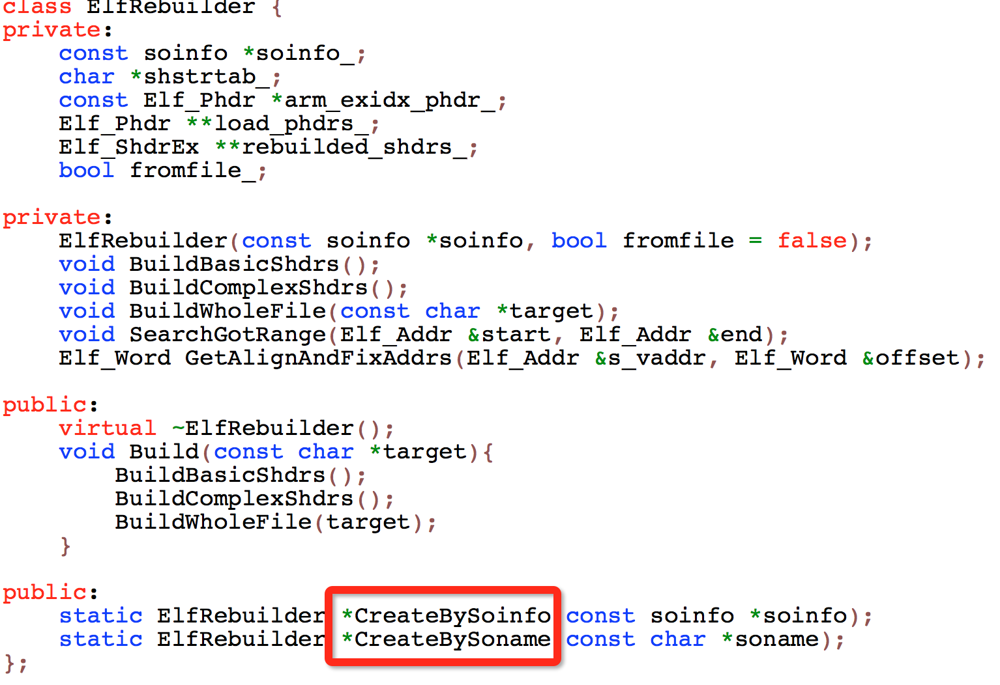 class ElfRebuilder {
private:
    const soinfo *soinfo_;
    char *shstrtab_;
    const Elf_Phdr *arm_exidx_phdr_;
    Elf_Phdr **load_phdrs_;
    Elf_ShdrEx **rebuilded_shdrs_;
    bool fromfile_;

private:
    ElfRebuilder(const soinfo *soinfo, bool fromfile = false);
    void BuildBasicShdrs();
    void BuildComplexShdrs();
    void BuildWholeFile(const char *target);
    void SearchGotRange(Elf_Addr &start, Elf_Addr &end);
    Elf_Word GetAlignAndFixAddrs(Elf_Addr &s_vaddr, Elf_Word &offset);

public:
    virtual ~ElfRebuilder();
    void Build(const char *target){
        BuildBasicShdrs();
        BuildComplexShdrs();
        BuildWholeFile(target);
    }

public:
    static ElfRebuilder *CreateBySoinfo const soinfo *soinfo);
    static ElfRebuilder *CreateBySoname const char *soname);
};